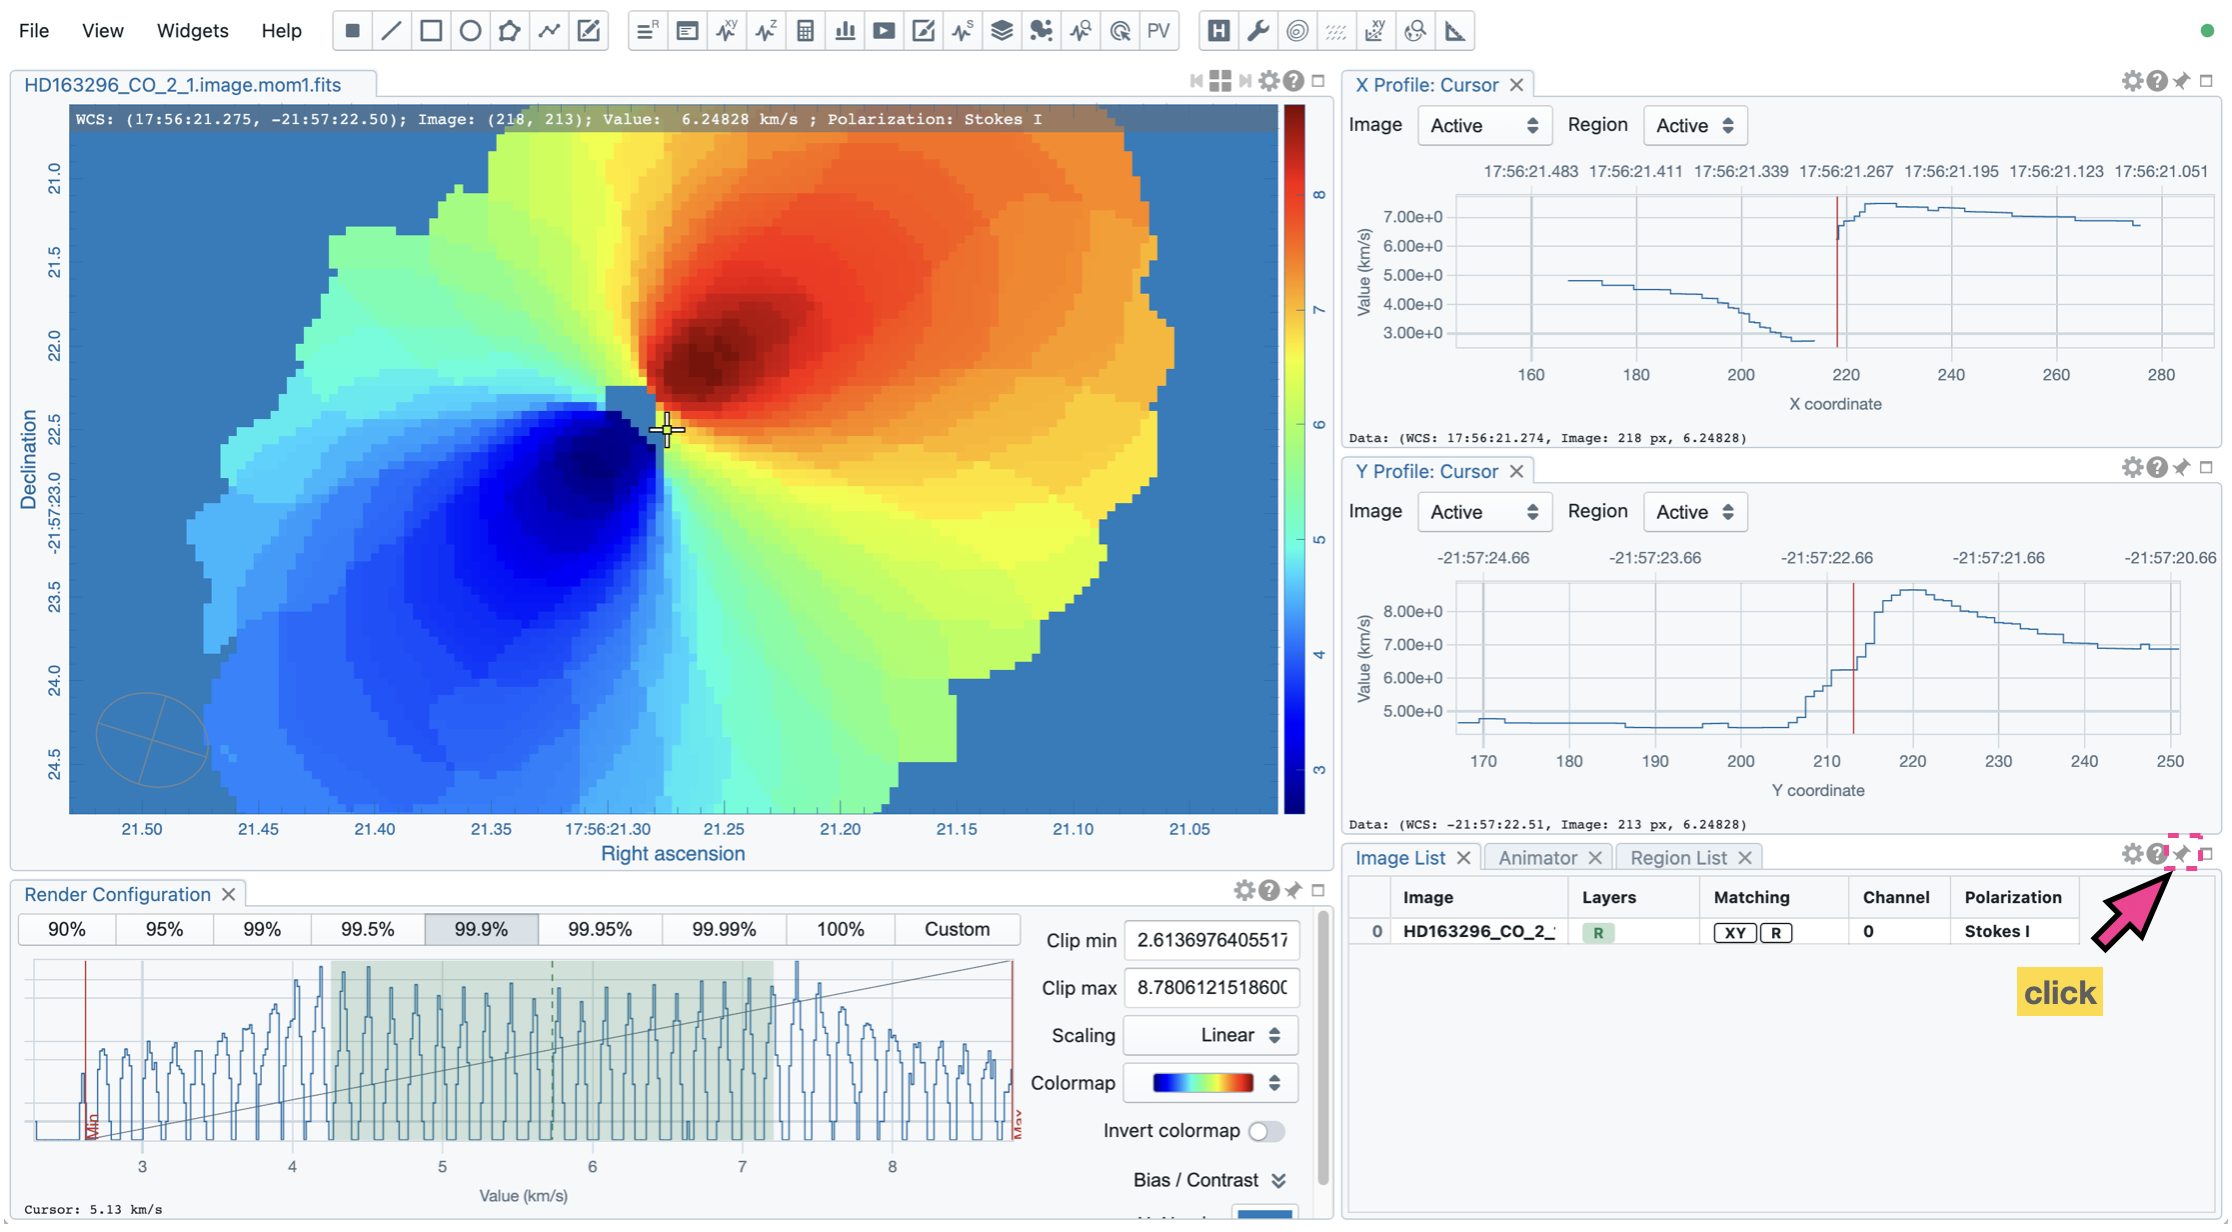 File View Widgets Help
PV
HD163296_CO_2_1.image.mom1.fits
WCS: (17:56:21.275, -21:57:22.50); Image: (218, 213); Value:  6.24828 km/s ; Polarization: Stokes I
Declination
21.0
21.5
22.0
22.5
-21:57:23.0
23.5
24.0
24.5
8
7
6
5
4
3
21.50 21.45 21.40 21.35 17:56:21.30 21.25 21.20 21.15 21.10 21.05
Right ascension
X Profile: Cursor
Image Active Region Active
17:56:21.483 17:56:21.411 17:56:21.339 17:56:21.267 17:56:21.195 17:56:21.123 17:56:21.051
Value (km/s)
7.00e+0
6.00e+0
5.00e+0
4.00e+0
3.00e+0
160 180 200 220 240 260 280
X coordinate
Data: (WCS: 17:56:21.274, Image: 218 px, 6.24828)
Y Profile: Cursor
Image Active Region Active
-21:57:24.66 -21:57:23.66 -21:57:22.66 -21:57:21.66 -21:57:20.66
Value (km/s)
8.00e+0
7.00e+0
6.00e+0
5.00e+0
170 180 190 200 210 220 230 240 250
Y coordinate
Data: (WCS: -21:57:22.51, Image: 213 px, 6.24828)
Render Configuration
90% 95% 99% 99.5% 99.9% 99.95% 99.99% 100% Custom
Min
Max
3 4 5 6 7 8
Value (km/s)
Cursor: 5.13 km/s
Clip min 2.6136976405517
Clip max 8.780612151860
Scaling Linear
Colormap
Invert colormap
Bias / Contrast
Image List Animator Region List
Image Layers Matching Channel Polarization
0 HD163296_CO_2_ R XY R 0 Stokes I
click